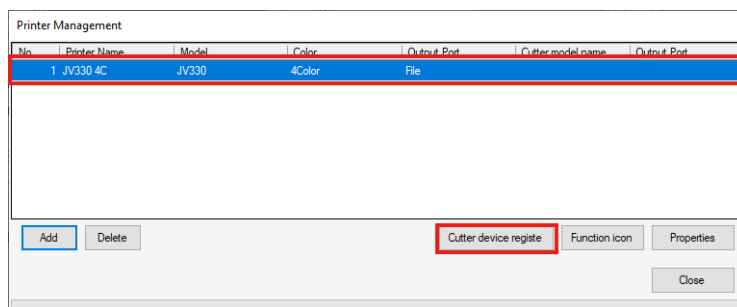 Printer Management
No. Printer Name Model Color Output Port Cutter model name Output Port
1 JV330 4C JV330 4Color File
Add Delete Cutter device registe Function icon Properties
Close